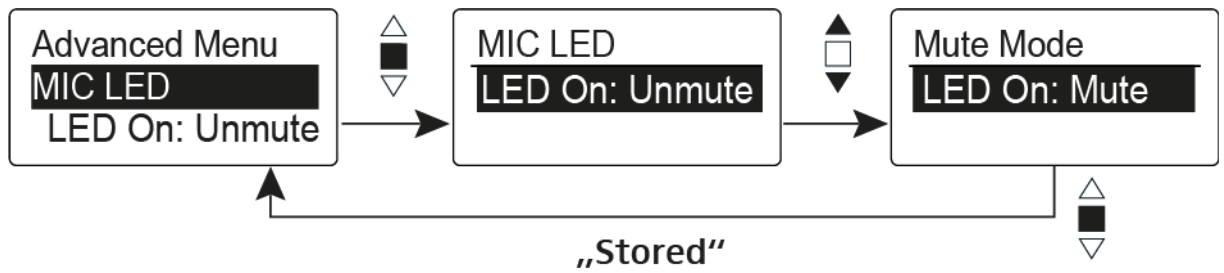 Advanced Menu
MIC LED
LED On: Unmute
MIC LED
LED On: Unmute
Mute Mode
LED On: Mute
„Stored“